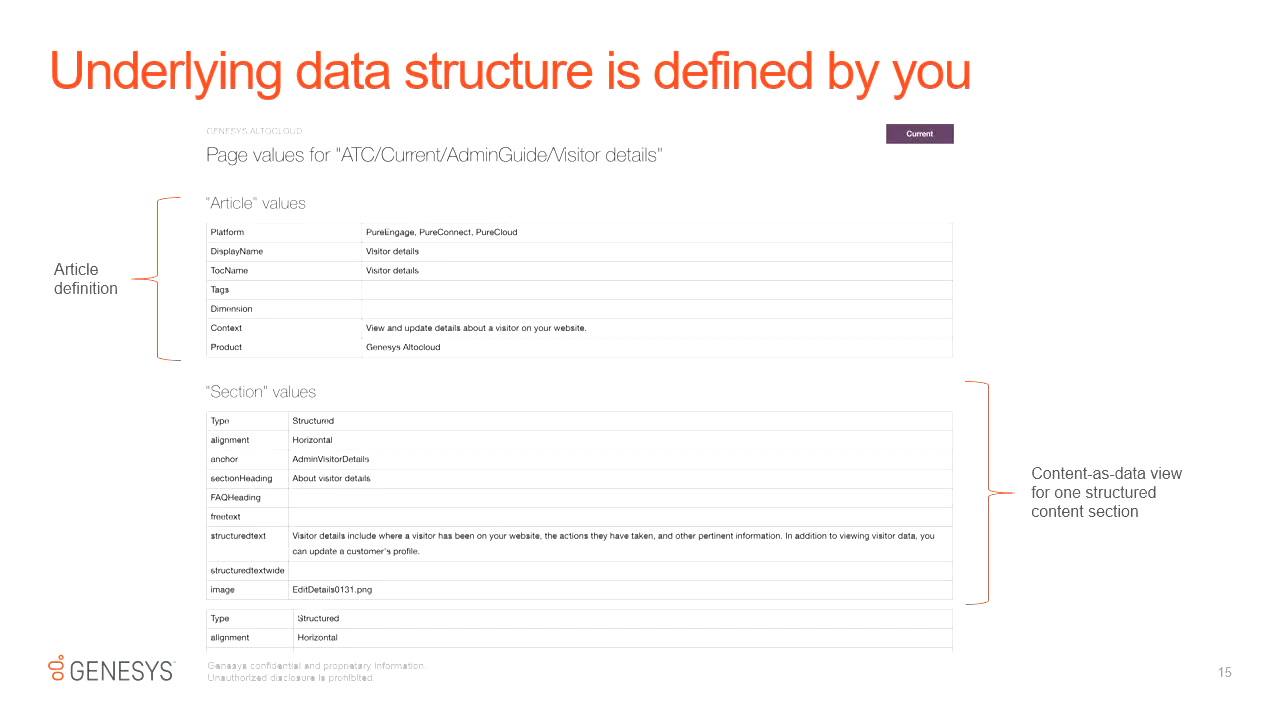 Underlying data structure is defined by you
GENESYS ALTOCLOUD
Current
Page values for "ATC/Current/AdminGuide/Visitor details"
"Article" values
Platform PureEngage, PureConnect, PureCloud
DisplayName Visitor details
TocName Visitor details
Tags
Dimension
Context View and update details about a visitor on your website.
Product Genesys Altocloud
Article
definition
"Section" values
Type Structured
alignment Horizontal
anchor AdminVisitorDetails
sectionHeading About visitor details
FAQHeading
freetext
structuredtext Visitor details include where a visitor has been on your website, the actions they have taken, and other pertinent information. In addition to viewing visitor data, you
can update a customer's profile.
structuredtextwide
image EditDetails0131.png
Content-as-data view
for one structured
content section
Type Structured
alignment Horizontal
GENESYS
Genesys confidential and proprietary information.
Unauthorized disclosure is prohibited.
15